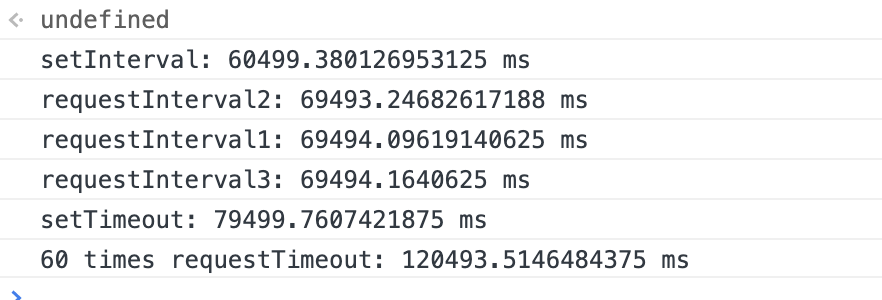 undefined
setInterval: 60499.380126953125 ms
requestInterval2: 69493.24682617188 ms
requestInterval1: 69494.09619140625 ms
requestInterval3: 69494.1640625 ms
setTimeout: 79499.7607421875 ms
60 times requestTimeout: 120493.5146484375 ms